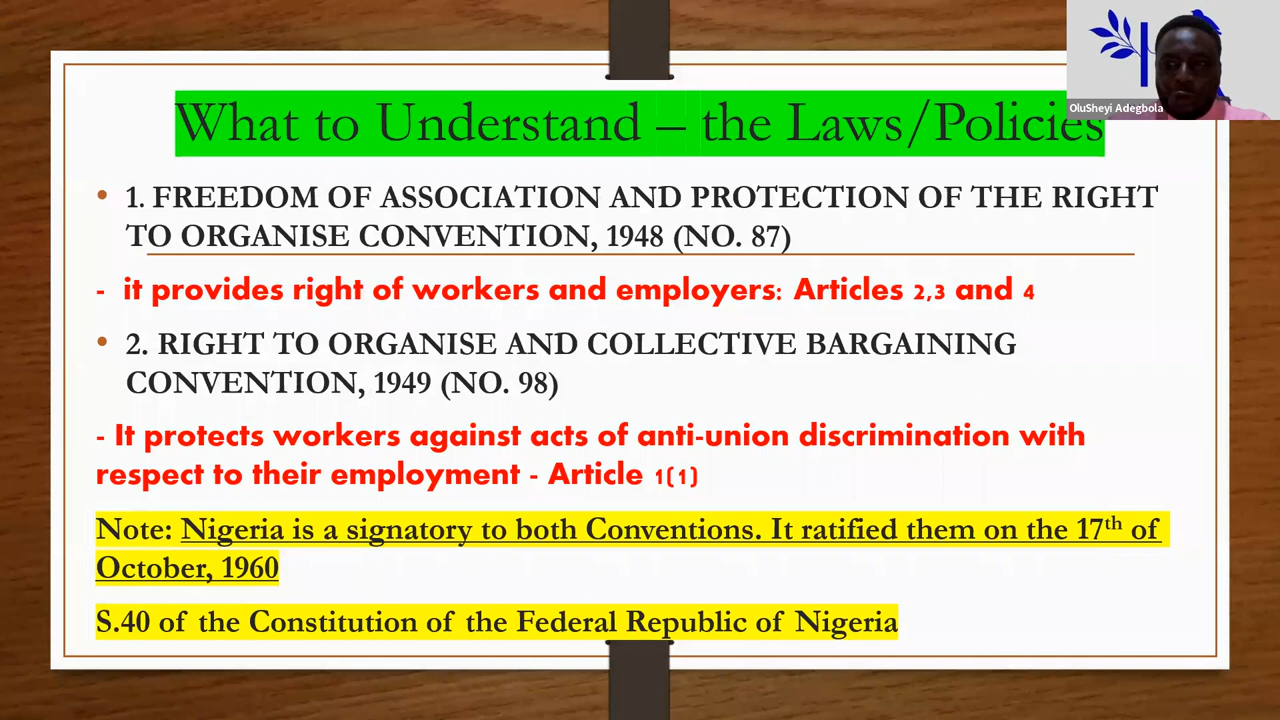 OluSheyi Adegbola
What to Understand – the Laws/Policies
• 1. FREEDOM OF ASSOCIATION AND PROTECTION OF THE RIGHT
TO ORGANISE CONVENTION, 1948 (NO. 87)
- it provides right of workers and employers: Articles 2,3 and 4
• 2. RIGHT TO ORGANISE AND COLLECTIVE BARGAINING
CONVENTION, 1949 (NO. 98)
- It protects workers against acts of anti-union discrimination with
respect to their employment - Article 1(1)
Note: Nigeria is a signatory to both Conventions. It ratified them on the 17th of
October, 1960
S.40 of the Constitution of the Federal Republic of Nigeria